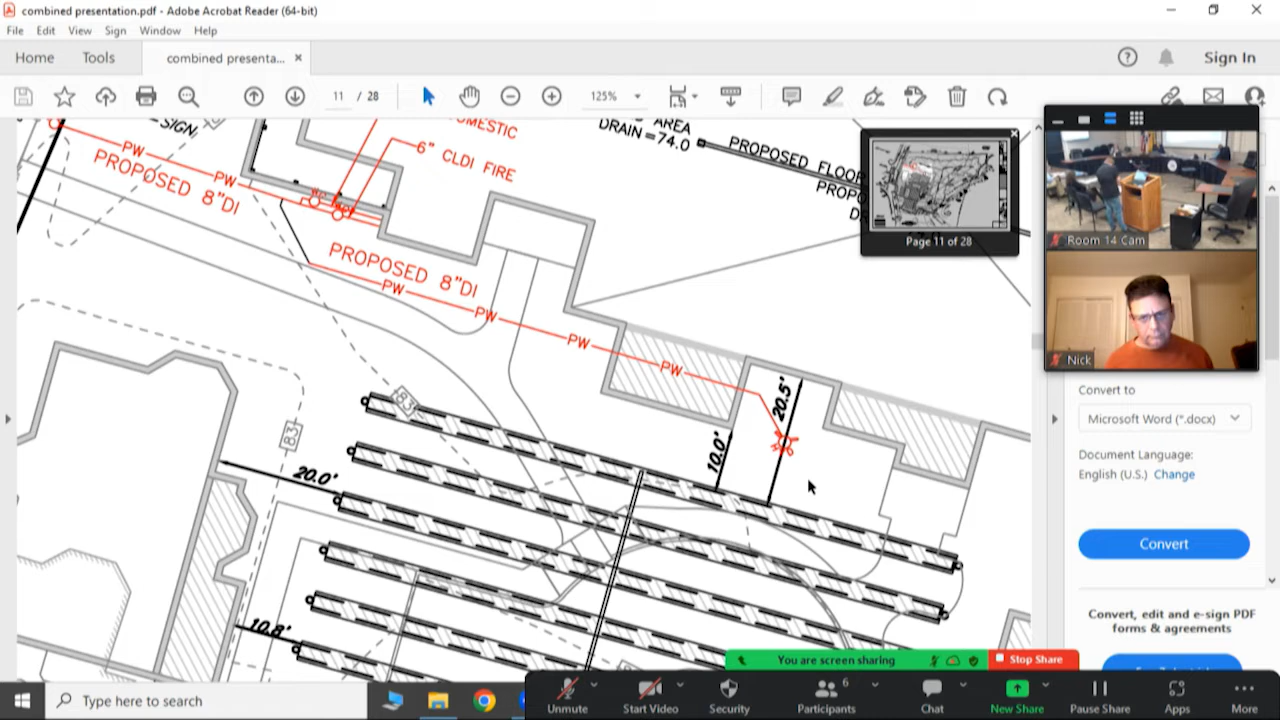 combined presentation.pdf - Adobe Acrobat Reader (64-bit)
File Edit View Sign Window Help
Home Tools combined presenta... × Sign In
11 / 28 125%
SIGN
DOMESTIC
6" CLDI FIRE
AREA
DRAIN=74.0
PROPOSED FLOOR
PROPO
PW
PROPOSED 8"DI
PW
PROPOSED 8"DI
PW
PW
PW
PW
83
83
20.5'
10.0'
20.0'
10.8'
Page 11 of 28
Room 14 Cam
Nick
Convert to
Microsoft Word (*.docx)
Document Language:
English (U.S.) Change
Convert
Convert, edit and e-sign PDF
forms & agreements
You are screen sharing Stop Share
Type here to search
6
Unmute Start Video Security Participants Chat New Share Pause Share Apps More